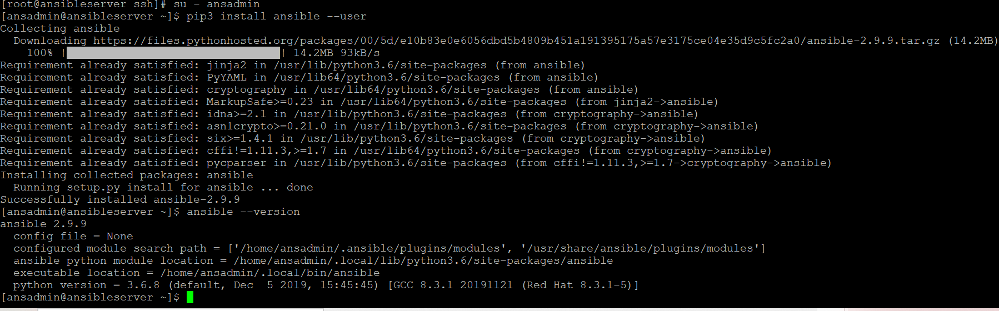 [root@ansibleserver ssh]# su - ansadmin
[ansadmin@ansibleserver ~]$ pip3 install ansible --user
Collecting ansible
  Downloading https://files.pythonhosted.org/packages/00/5d/e10b83e0e6056dbd5b4809b451a191395175a57e3175ce04e35d9c5fc2a0/ansible-2.9.9.tar.gz (14.2MB)
    100% |                                | 14.2MB 93kB/s
Requirement already satisfied: jinja2 in /usr/lib/python3.6/site-packages (from ansible)
Requirement already satisfied: PyYAML in /usr/lib64/python3.6/site-packages (from ansible)
Requirement already satisfied: cryptography in /usr/lib64/python3.6/site-packages (from ansible)
Requirement already satisfied: MarkupSafe>=0.23 in /usr/lib64/python3.6/site-packages (from jinja2->ansible)
Requirement already satisfied: idna>=2.1 in /usr/lib/python3.6/site-packages (from cryptography->ansible)
Requirement already satisfied: asn1crypto>=0.21.0 in /usr/lib/python3.6/site-packages (from cryptography->ansible)
Requirement already satisfied: six>=1.4.1 in /usr/lib/python3.6/site-packages (from cryptography->ansible)
Requirement already satisfied: cffi!=1.11.3,>=1.7 in /usr/lib64/python3.6/site-packages (from cryptography->ansible)
Requirement already satisfied: pycparser in /usr/lib/python3.6/site-packages (from cffi!=1.11.3,>=1.7->cryptography->ansible)
Installing collected packages: ansible
  Running setup.py install for ansible ... done
Successfully installed ansible-2.9.9
[ansadmin@ansibleserver ~]$ ansible --version
ansible 2.9.9
  config file = None
  configured module search path = ['/home/ansadmin/.ansible/plugins/modules', '/usr/share/ansible/plugins/modules']
  ansible python module location = /home/ansadmin/.local/lib/python3.6/site-packages/ansible
  executable location = /home/ansadmin/.local/bin/ansible
  python version = 3.6.8 (default, Dec  5 2019, 15:45:45) [GCC 8.3.1 20191121 (Red Hat 8.3.1-5)]
[ansadmin@ansibleserver ~]$